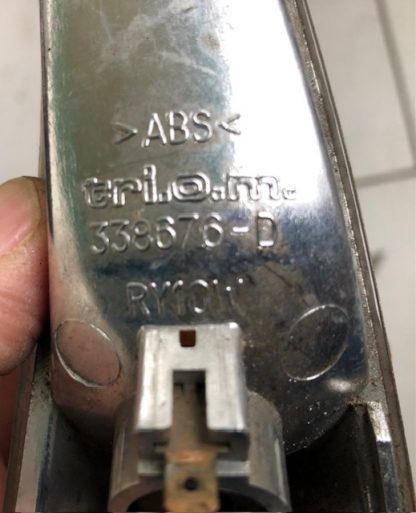 >ABS<
tri.o.m.
338676-D
RY10W